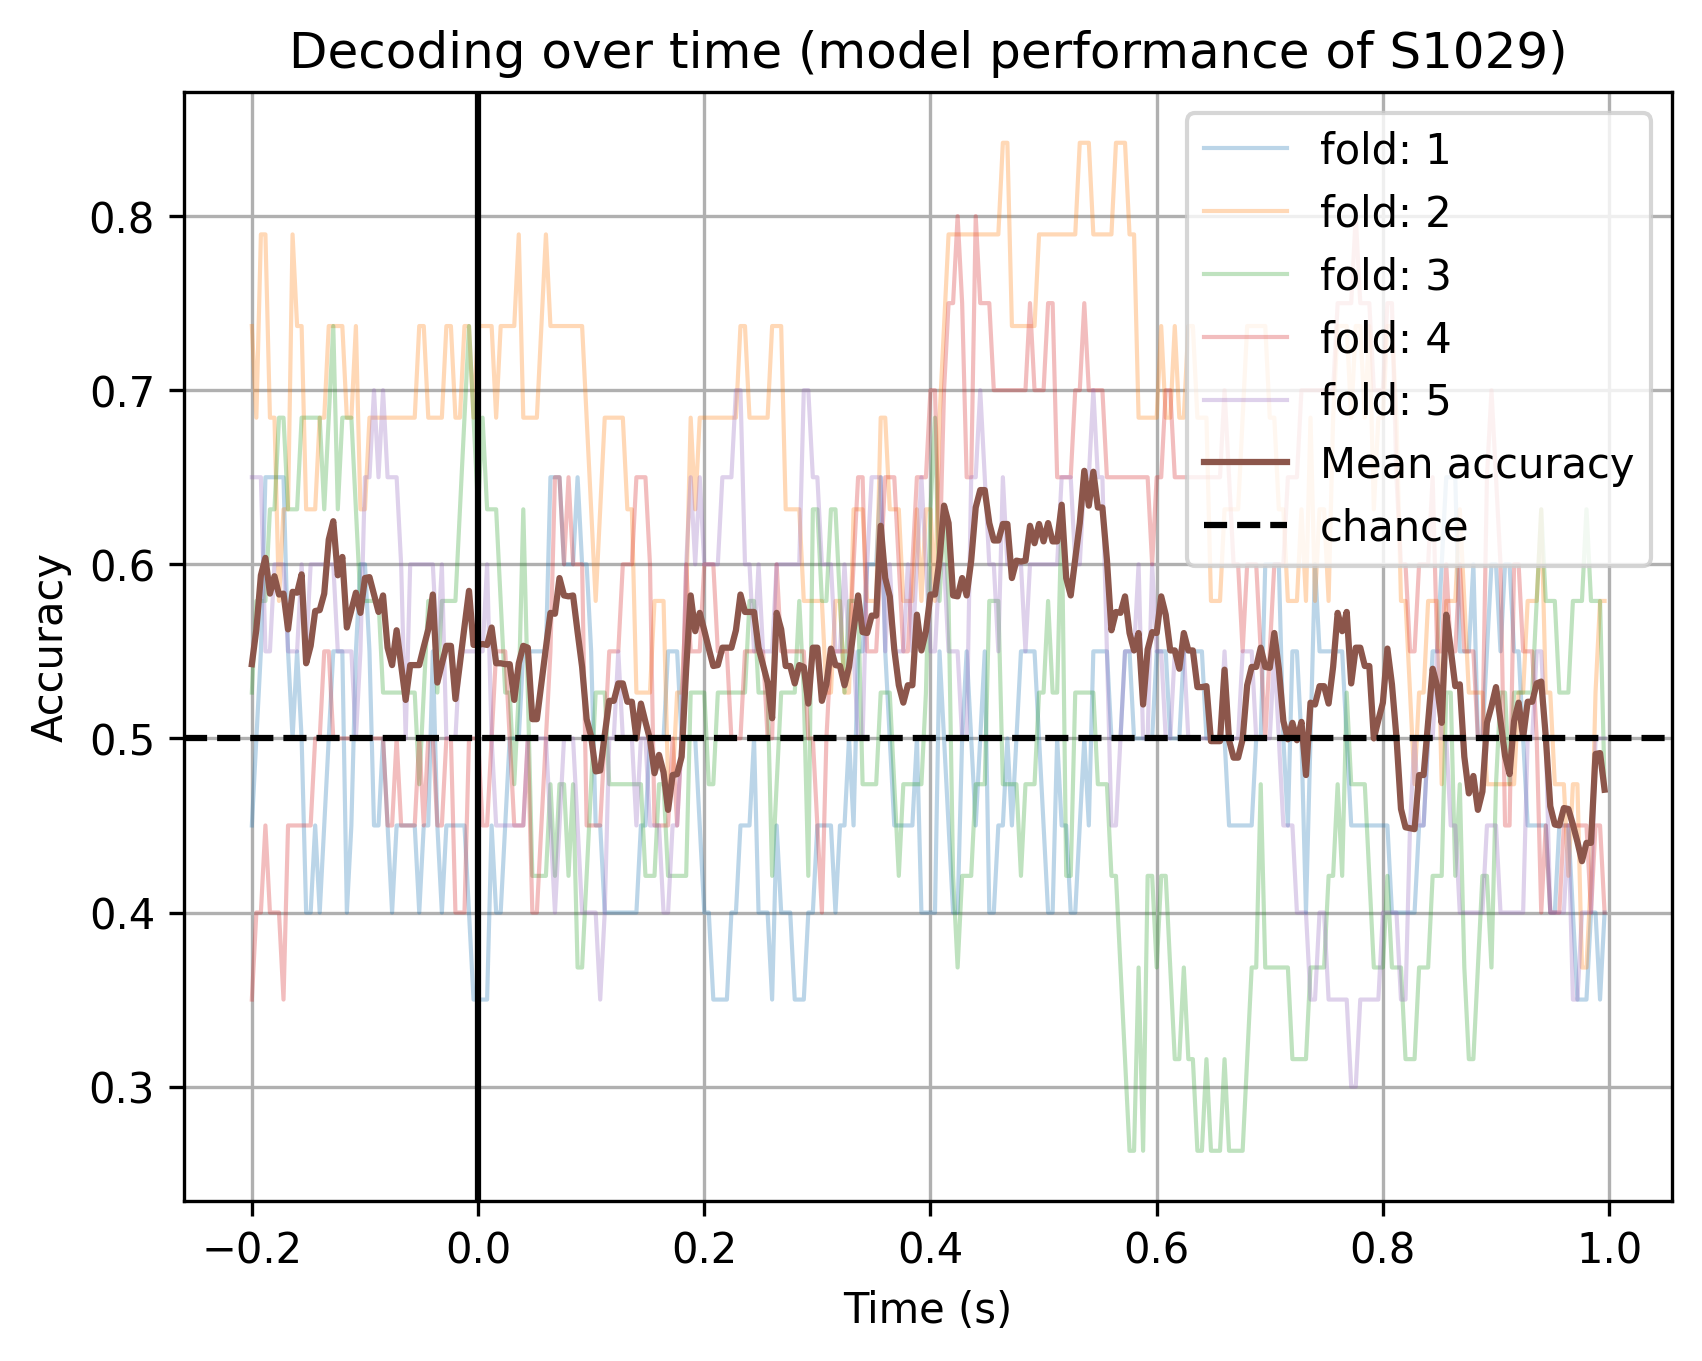 Decoding over time (model performance of S1029)
fold: 1
fold: 2
fold: 3
fold: 4
fold: 5
Mean accuracy
chance
Accuracy
0.8
0.7
0.6
0.5
0.4
0.3
−0.2 0.0 0.2 0.4 0.6 0.8 1.0
Time (s)